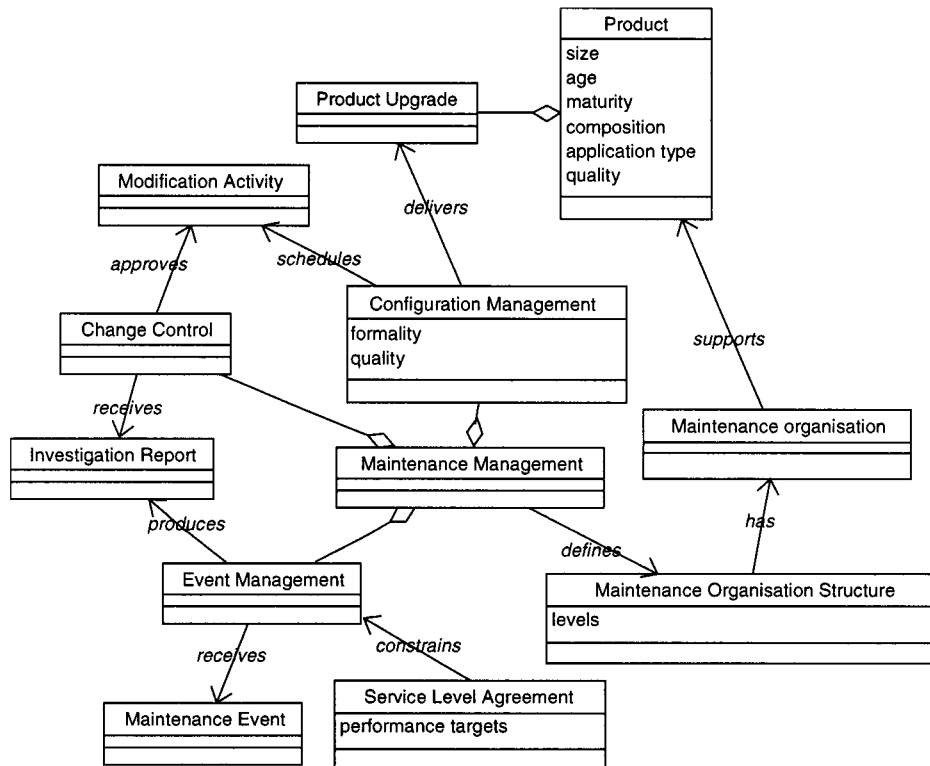 Product
size
age
maturity
composition
application type
quality
Product Upgrade
Modification Activity
delivers
schedules
approves
Configuration Management
formality
quality
Change Control
supports
receives
Maintenance organisation
Investigation Report
Maintenance Management
produces
has
defines
Event Management
Maintenance Organisation Structure
levels
constrains
receives
Service Level Agreement
performance targets
Maintenance Event